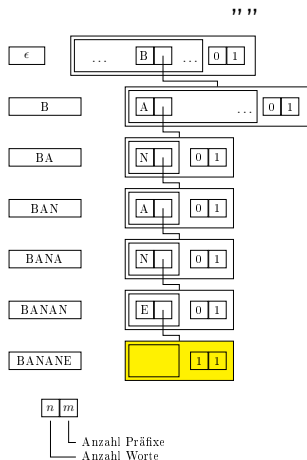 ””
ϵ … B … 0 1
B A … 0 1
BA N 0 1
BAN A 0 1
BANA N 0 1
BANAN E 0 1
BANANE 1 1
n m
Anzahl Präfixe
Anzahl Worte